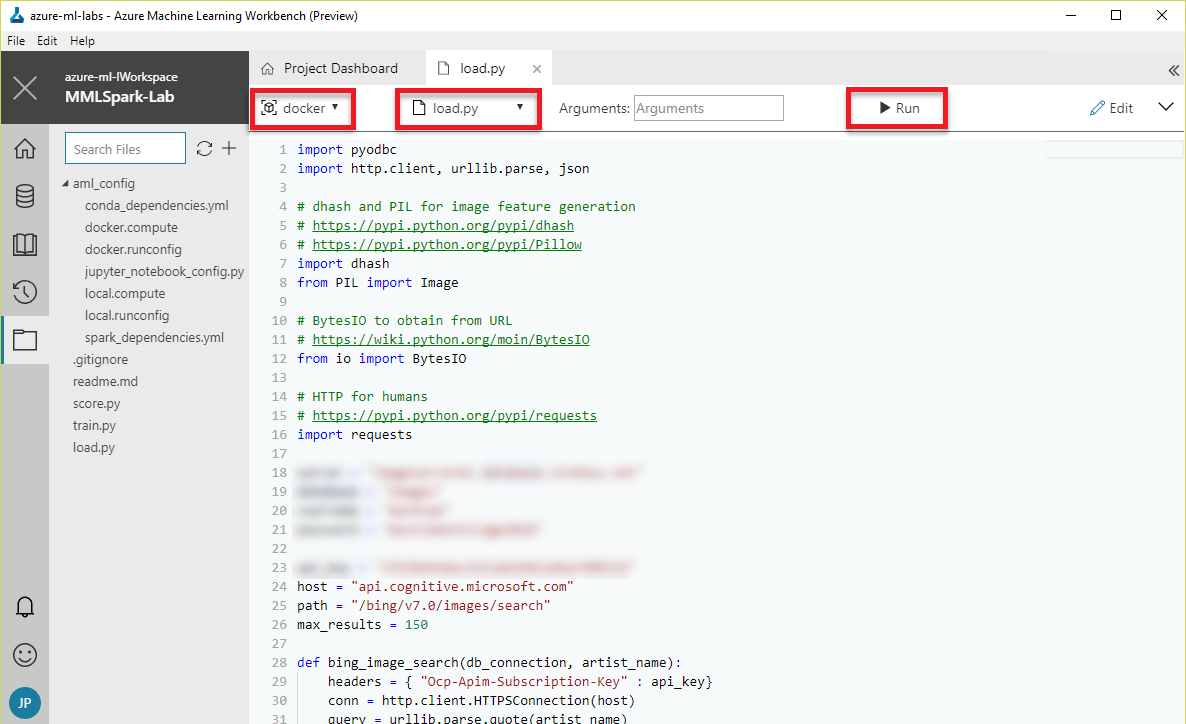 azure-ml-labs - Azure Machine Learning Workbench (Preview)
File Edit Help
azure-ml-lWorkspace
MMLSpark-Lab
Project Dashboard
load.py
docker
load.py
Arguments:
Arguments
Run
Edit
Search Files
aml_config
conda_dependencies.yml
docker.compute
docker.runconfig
jupyter_notebook_config.py
local.compute
local.runconfig
spark_dependencies.yml
.gitignore
readme.md
score.py
train.py
load.py
JP
1 import pyodbc
2 import http.client, urllib.parse, json
3
4 # dhash and PIL for image feature generation
5 # https://pypi.python.org/pypi/dhash
6 # https://pypi.python.org/pypi/Pillow
7 import dhash
8 from PIL import Image
9
10 # BytesIO to obtain from URL
11 # https://wiki.python.org/moin/BytesIO
12 from io import BytesIO
13
14 # HTTP for humans
15 # https://pypi.python.org/pypi/requests
16 import requests
17
18
19
20
21
22
23
24 host = "api.cognitive.microsoft.com"
25 path = "/bing/v7.0/images/search"
26 max_results = 150
27
28 def bing_image_search(db_connection, artist_name):
29 headers = { "Ocp-Apim-Subscription-Key" : api_key}
30 conn = http.client.HTTPSConnection(host)
31 query = urllib.parse.quote(artist_name)